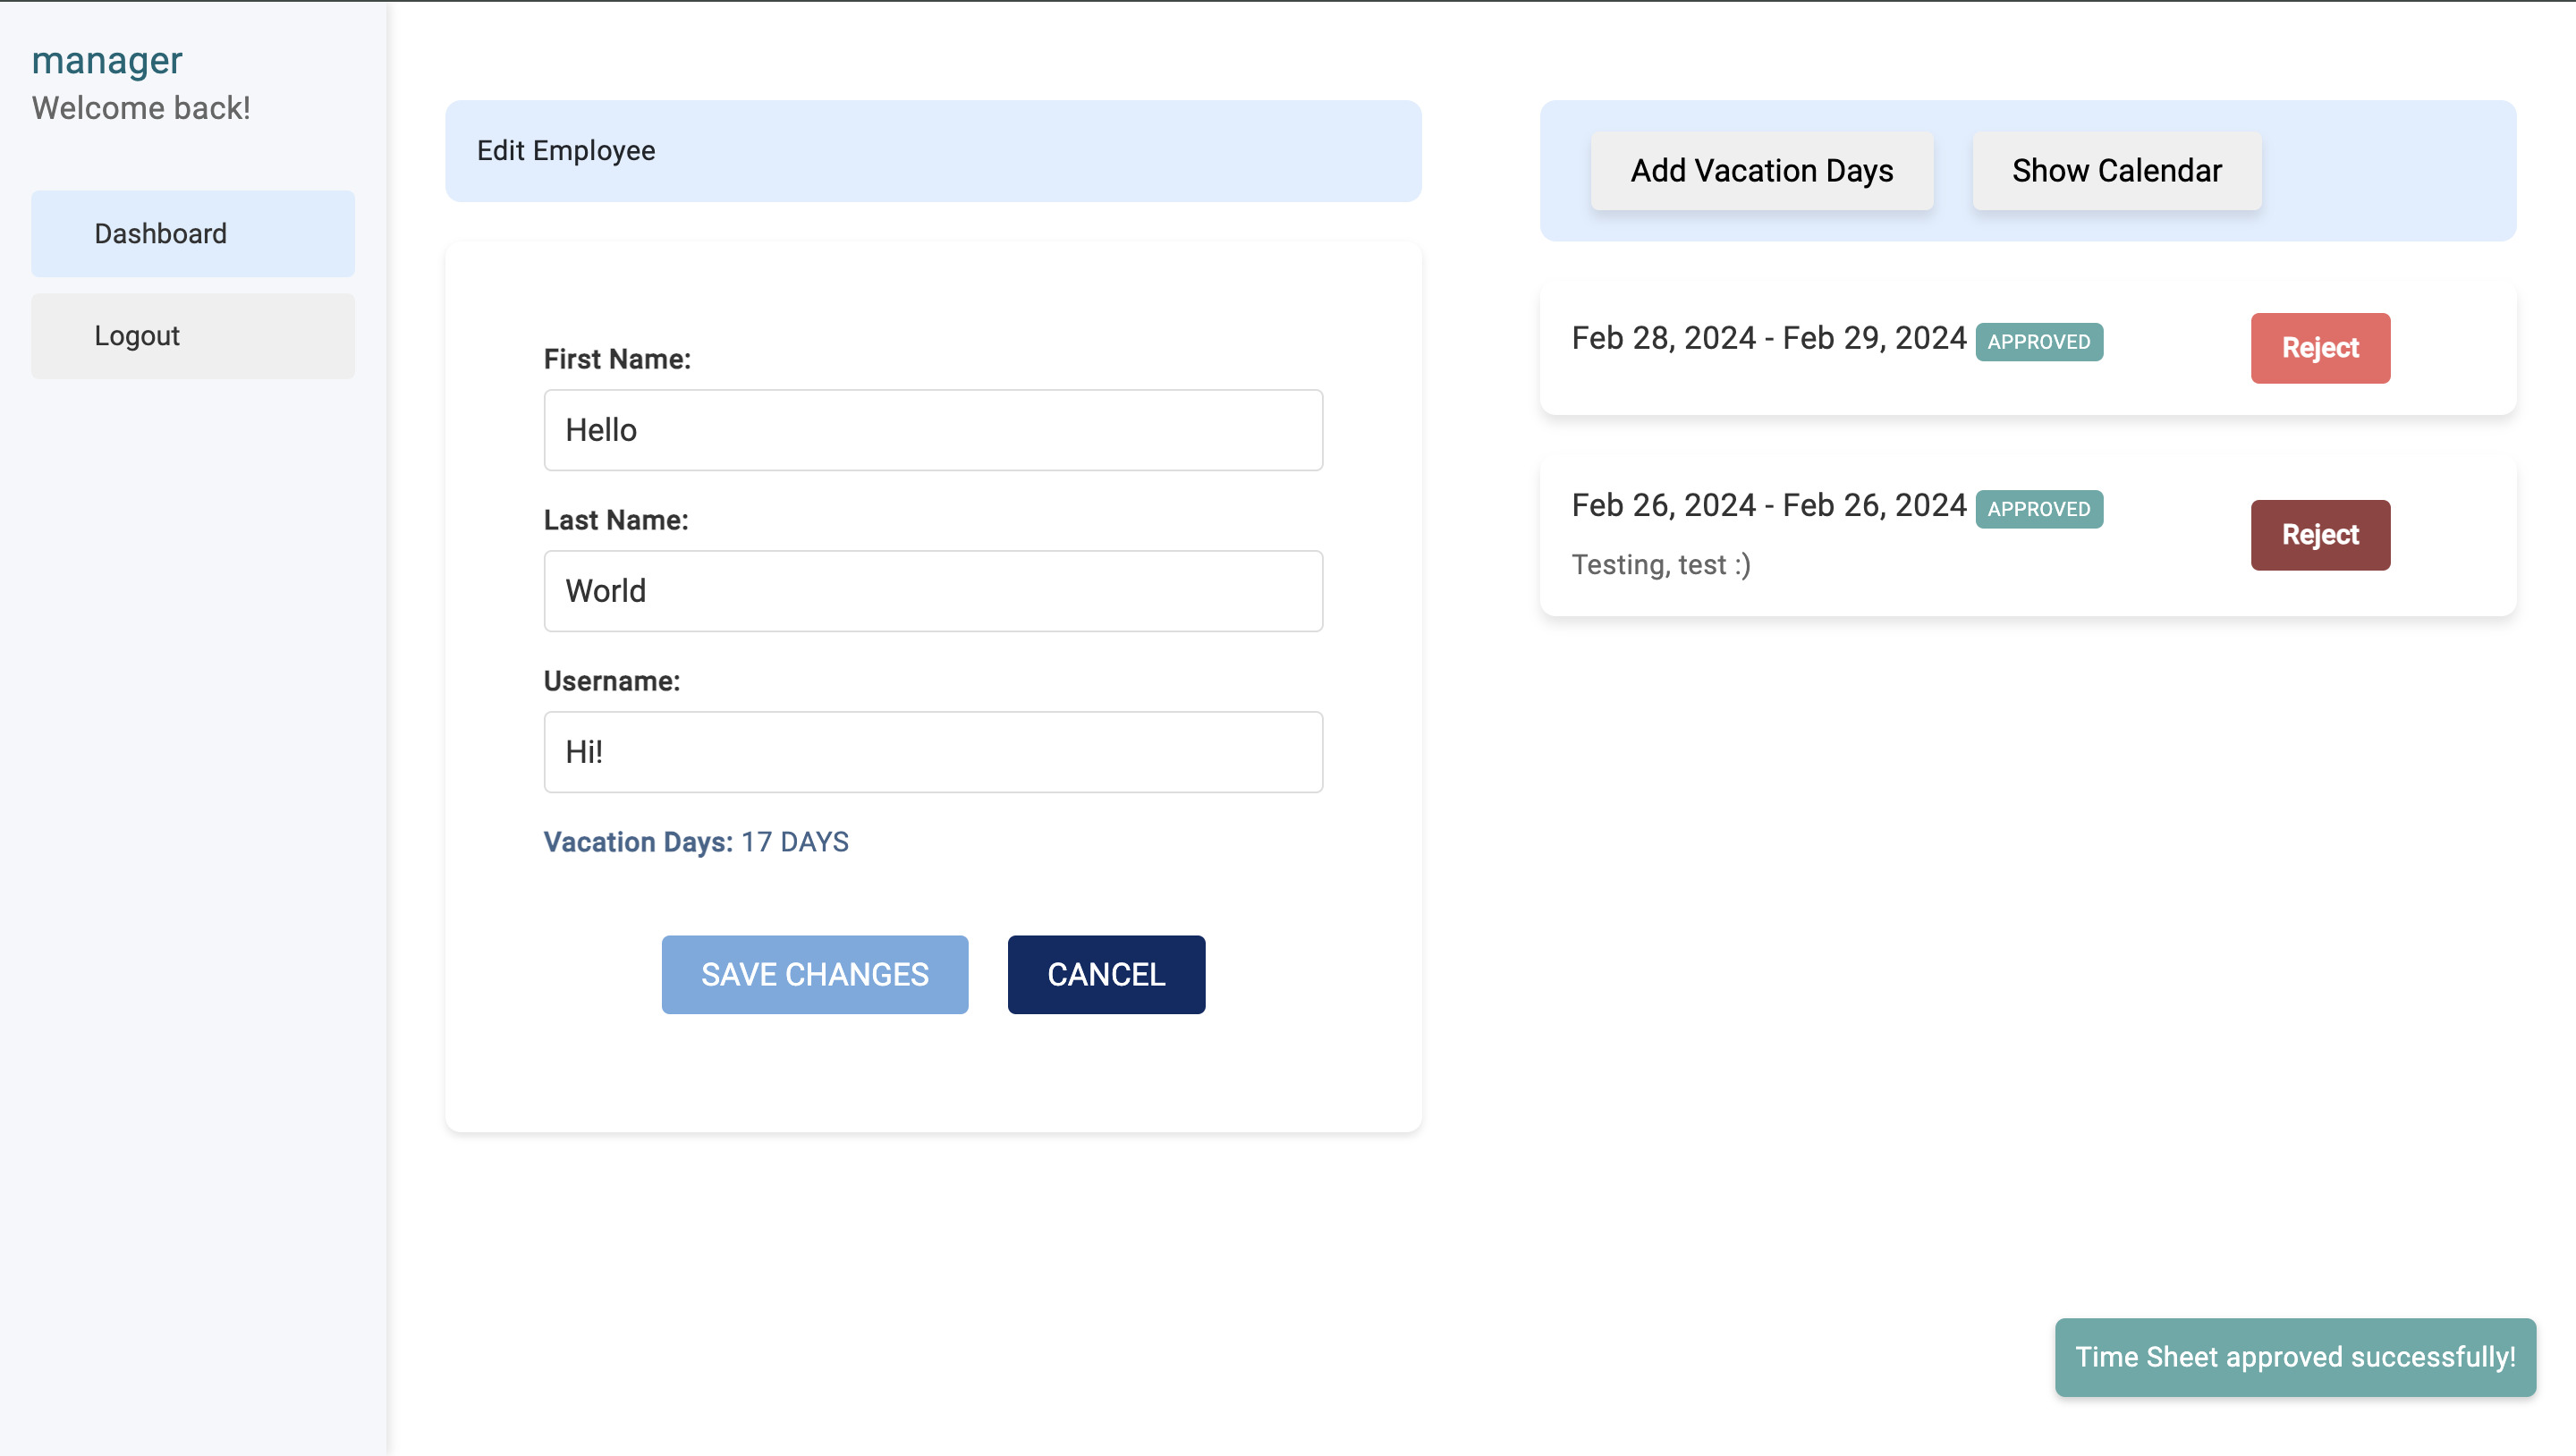 manager
Welcome back!
Dashboard
Logout
Edit Employee
First Name:
Hello
Last Name:
World
Username:
Hi!
Vacation Days: 17 DAYS
SAVE CHANGES CANCEL
Add Vacation Days Show Calendar
Feb 28, 2024 - Feb 29, 2024 APPROVED Reject
Feb 26, 2024 - Feb 26, 2024 APPROVED Reject
Testing, test :)
Time Sheet approved successfully!